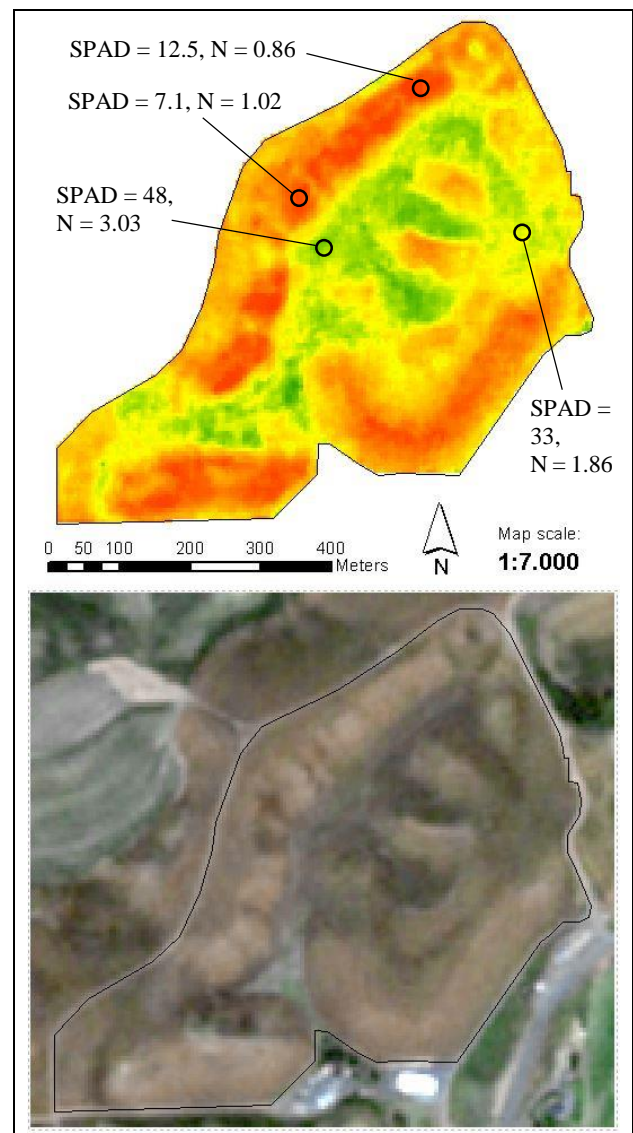 SPAD = 12.5, N = 0.86
SPAD = 7.1, N = 1.02
SPAD = 48,
N = 3.03
SPAD =
33,
N = 1.86
0 50 100 200 300 400
Meters
N
Map scale:
1:7.000